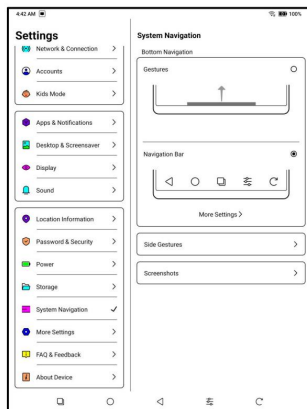 4:42 AM
100%
Settings
Network & Connection
Accounts
Kids Mode
Apps & Notifications
Desktop & Screensaver
Display
Sound
Location Information
Password & Security
Power
Storage
System Navigation
More Settings
FAQ & Feedback
About Device
System Navigation
Bottom Navigation
Gestures
Navigation Bar
More Settings
Side Gestures
Screenshots